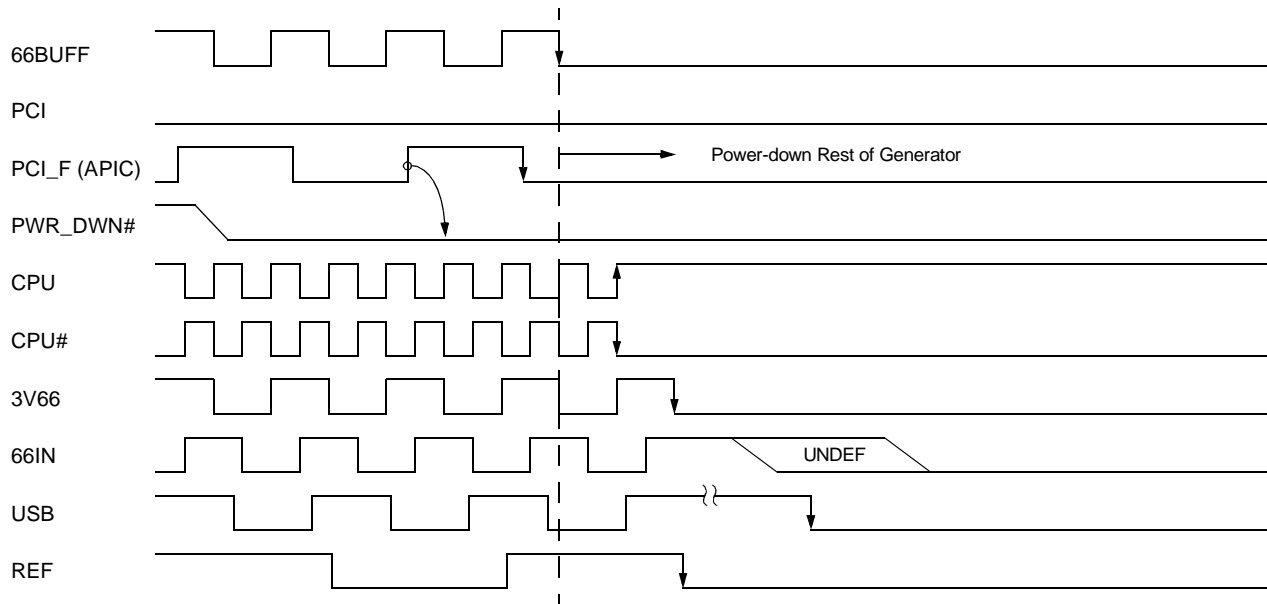 66BUFF
PCI
PCI_F (APIC)
Power-down Rest of Generator
PWR_DWN#
CPU
CPU#
3V66
66IN
UNDEF
USB
REF